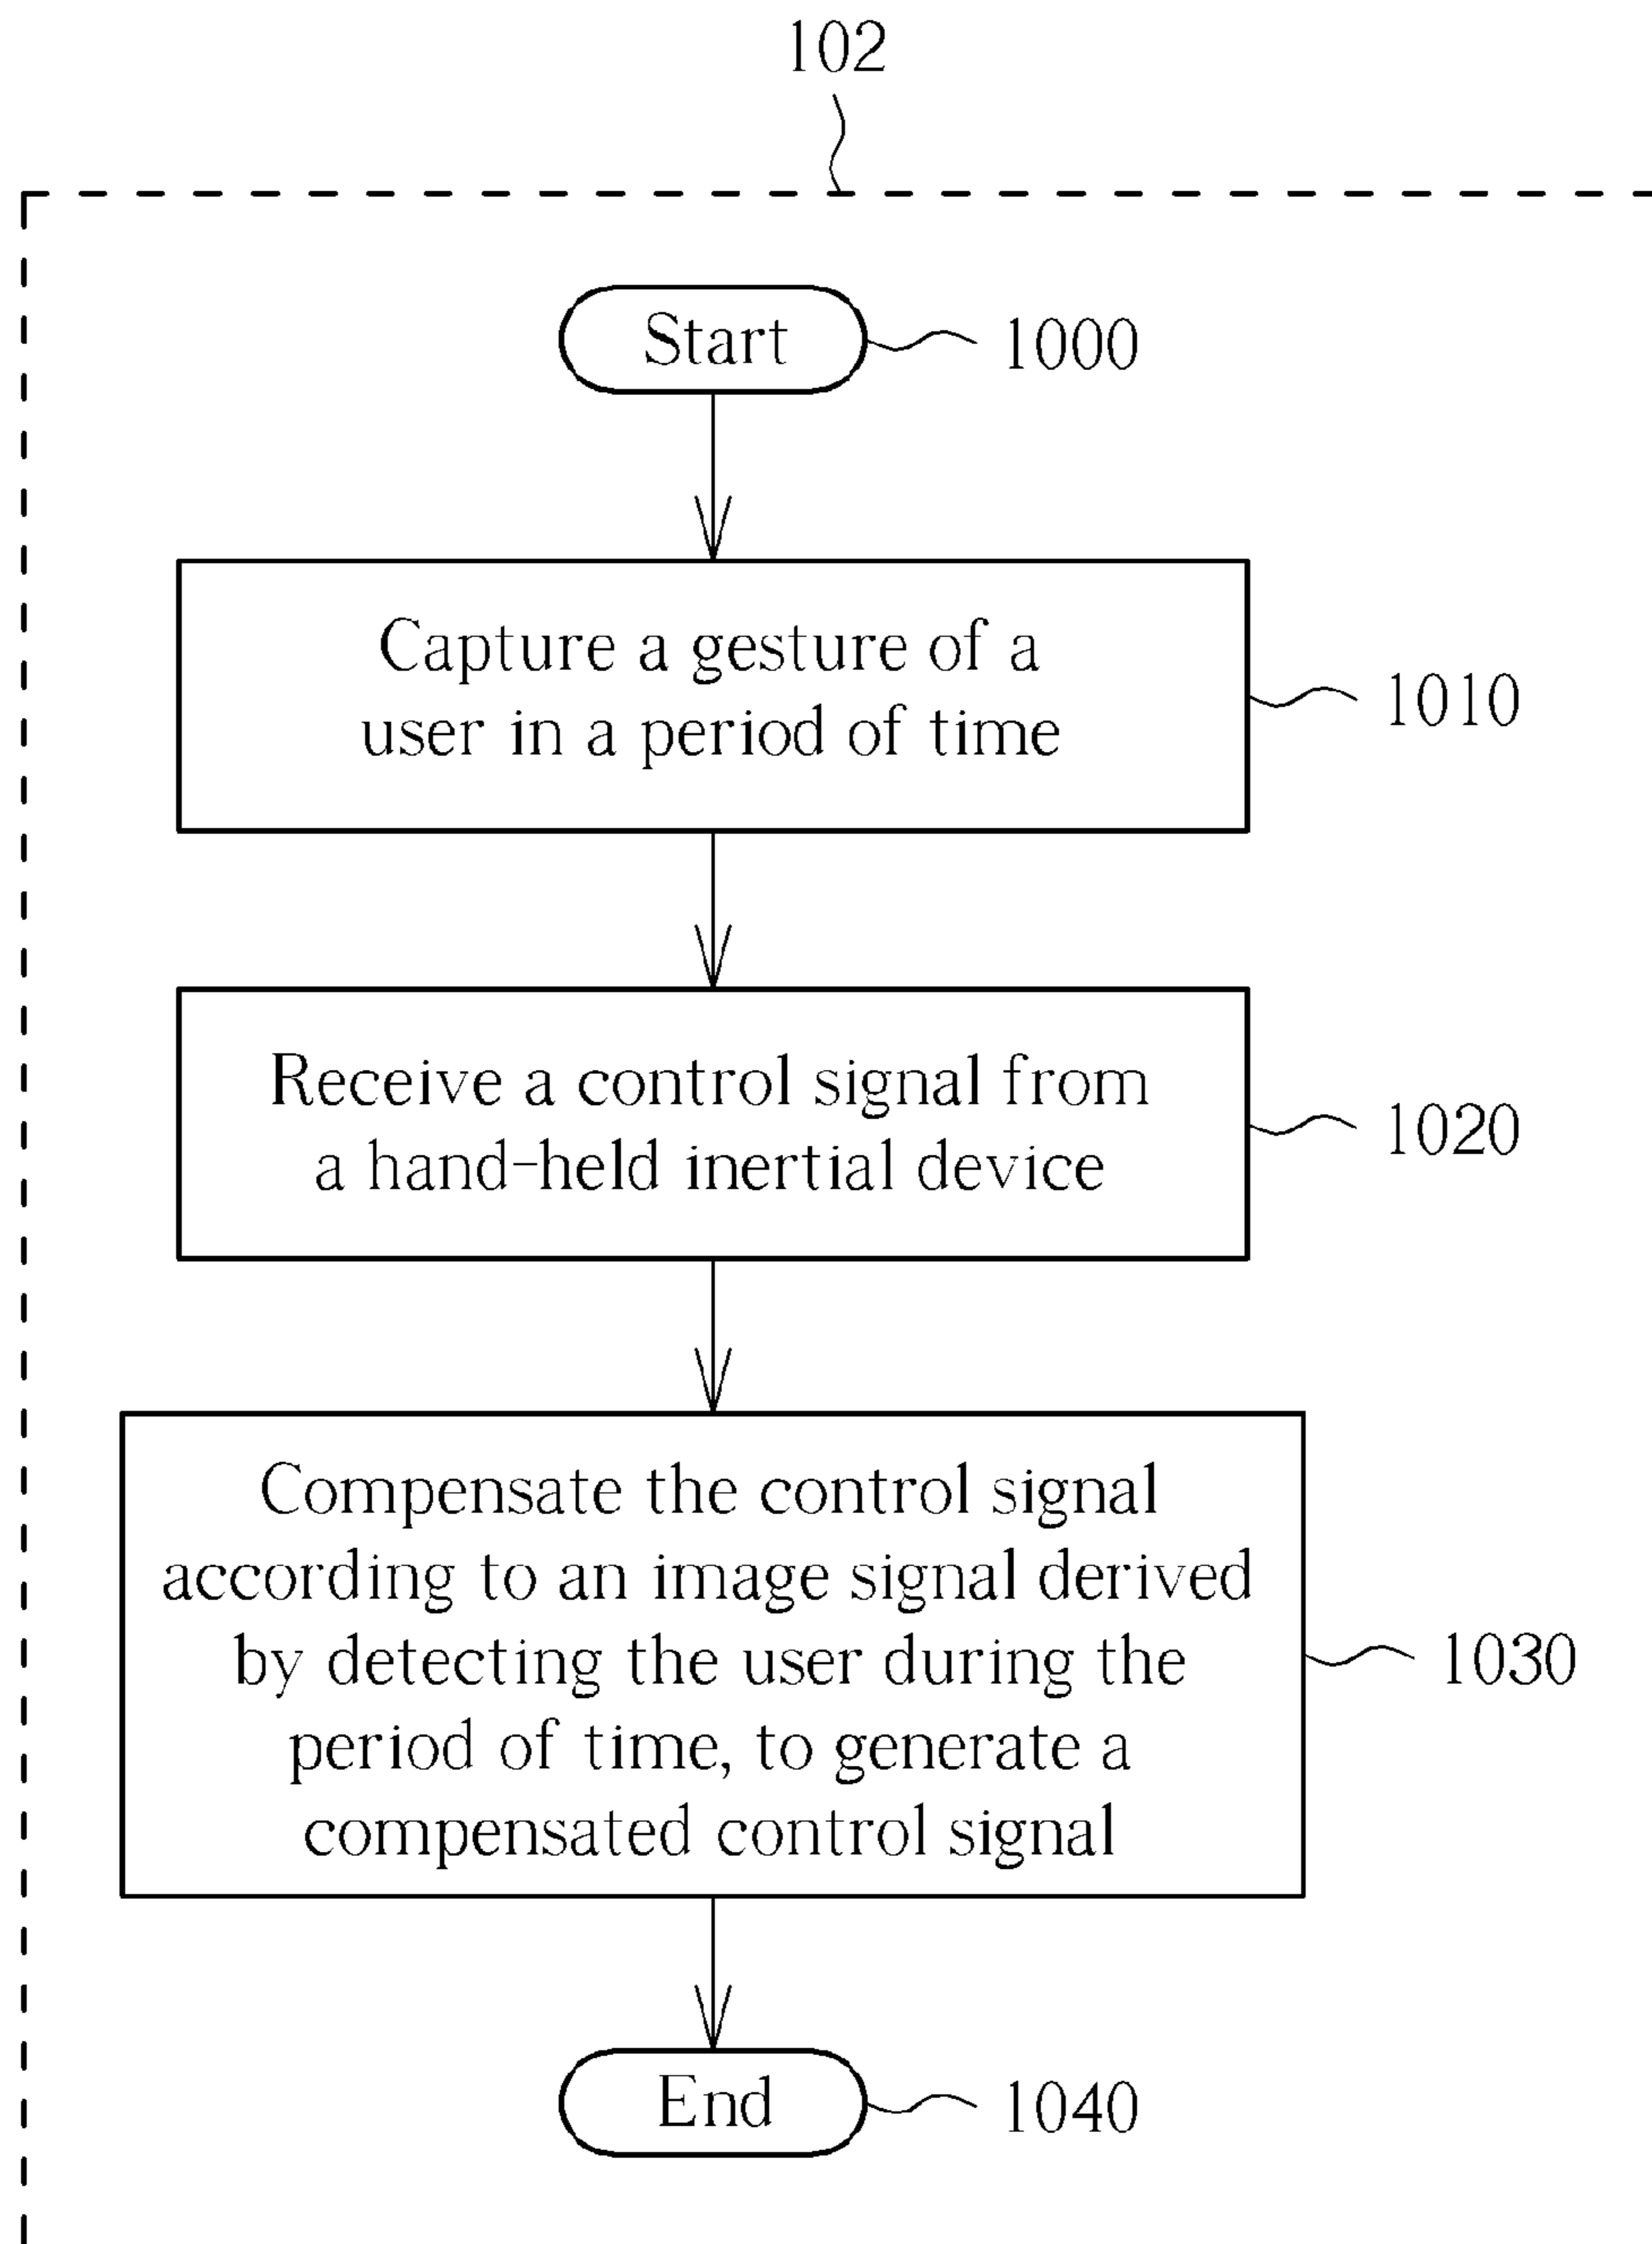 102
Start
1000
Capture a gesture of a
user in a period of time
1010
Receive a control signal from
a hand-held inertial device
1020
Compensate the control signal
according to an image signal derived
by detecting the user during the
period of time, to generate a
compensated control signal
1030
End
1040